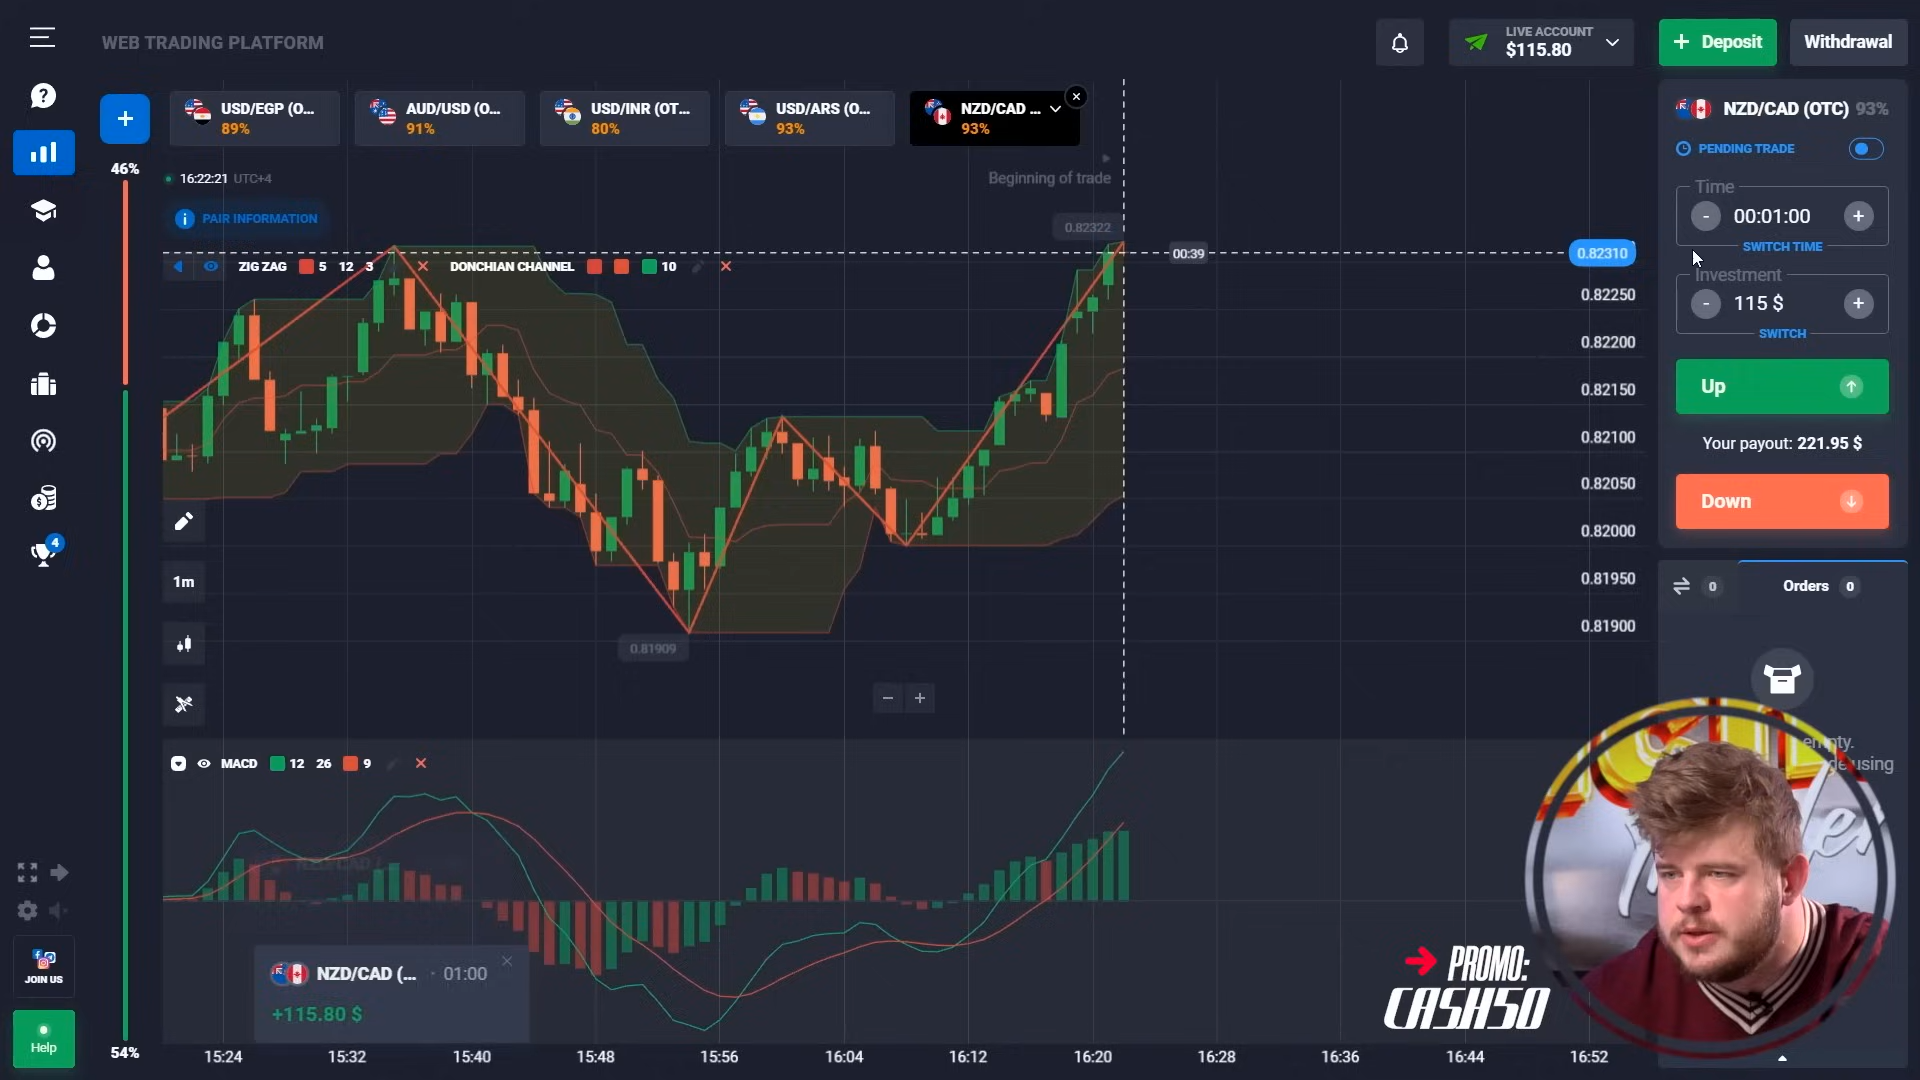 WEB TRADING PLATFORM
LIVE ACCOUNT
$115.80
+ Deposit
Withdrawal
USD/EGP (O...
89%
AUD/USD (O...
91%
USD/INR (OT...
80%
USD/ARS (O...
93%
NZD/CAD ...
93%
NZD/CAD (OTC) 93%
PENDING TRADE
46%
16:22:21 UTC+4
Beginning of trade
PAIR INFORMATION
Time
- 00:01:00 +
SWITCH TIME
Investment
- 115 $ +
SWITCH
Up
Your payout: 221.95 $
Down
0.82322
00:39
0.82310
ZIG ZAG 5 12 3
DONCHIAN CHANNEL 10
0.82250
0.82200
0.82150
0.82100
0.82050
0.82000
0.81950
0.81900
1m
4
0.81909
0 Orders 0
empty.
using
MACD 12 26 9
NZD/CAD (... · 01:00
+115.80 $
JOIN US
Help
54%
PROMO:
CASH50
15:24 15:32 15:40 15:48 15:56 16:04 16:12 16:20 16:28 16:36 16:44 16:52